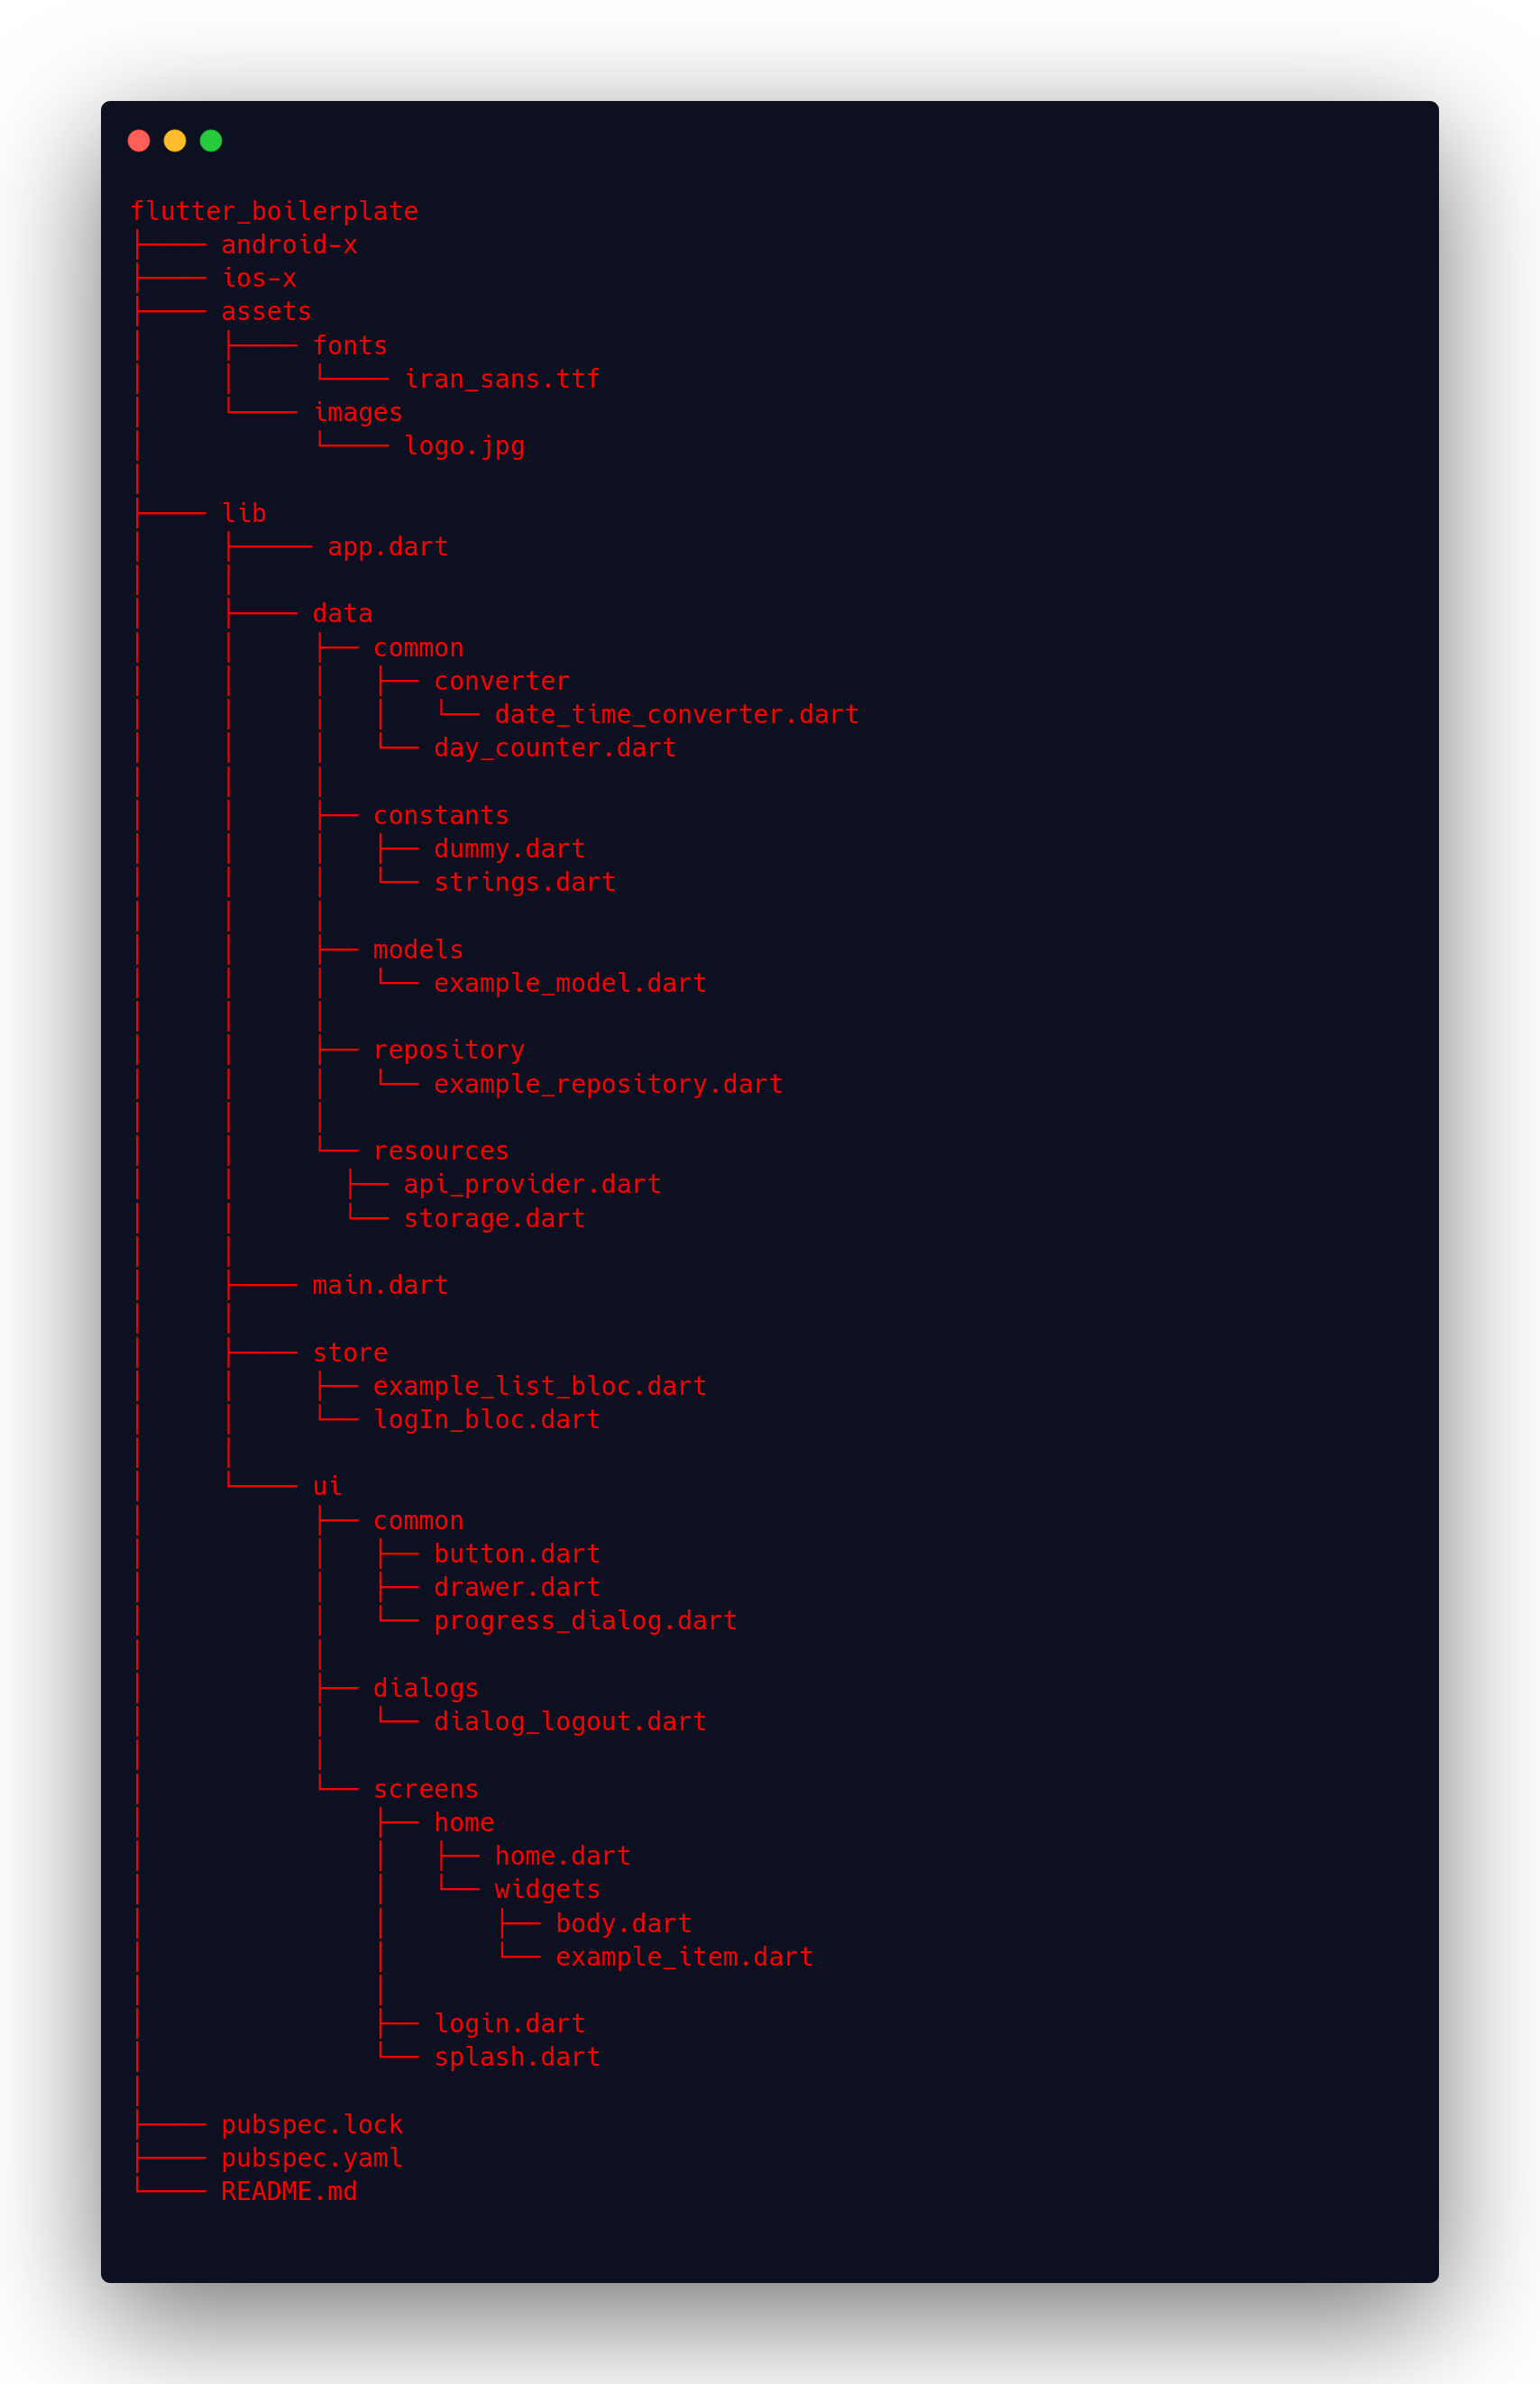 flutter_boilerplate
├───── android-x
├───── ios-x
├───── assets
│     ├───── fonts
│     │     └───── iran_sans.ttf
│     └───── images
│           └───── logo.jpg
│
├───── lib
│     ├────── app.dart
│     │
│     ├───── data
│     │     ├─── common
│     │     │   ├─── converter
│     │     │   │   └─── date_time_converter.dart
│     │     │   └─── day_counter.dart
│     │     │
│     │     ├─── constants
│     │     │   ├─── dummy.dart
│     │     │   └─── strings.dart
│     │     │
│     │     ├─── models
│     │     │   └─── example_model.dart
│     │     │
│     │     ├─── repository
│     │     │   └─── example_repository.dart
│     │     │
│     │     └─── resources
│     │       ├─── api_provider.dart
│     │       └─── storage.dart
│     │
│     ├───── main.dart
│     │
│     ├───── store
│     │     ├─── example_list_bloc.dart
│     │     └─── logIn_bloc.dart
│     │
│     └───── ui
│           ├─── common
│           │   ├─── button.dart
│           │   ├─── drawer.dart
│           │   └─── progress_dialog.dart
│           │
│           ├─── dialogs
│           │   └─── dialog_logout.dart
│           │
│           └─── screens
│               ├─── home
│               │   ├─── home.dart
│               │   └─── widgets
│               │       ├─── body.dart
│               │       └─── example_item.dart
│               │
│               ├─── login.dart
│               └─── splash.dart
│
├───── pubspec.lock
├───── pubspec.yaml
└───── README.md